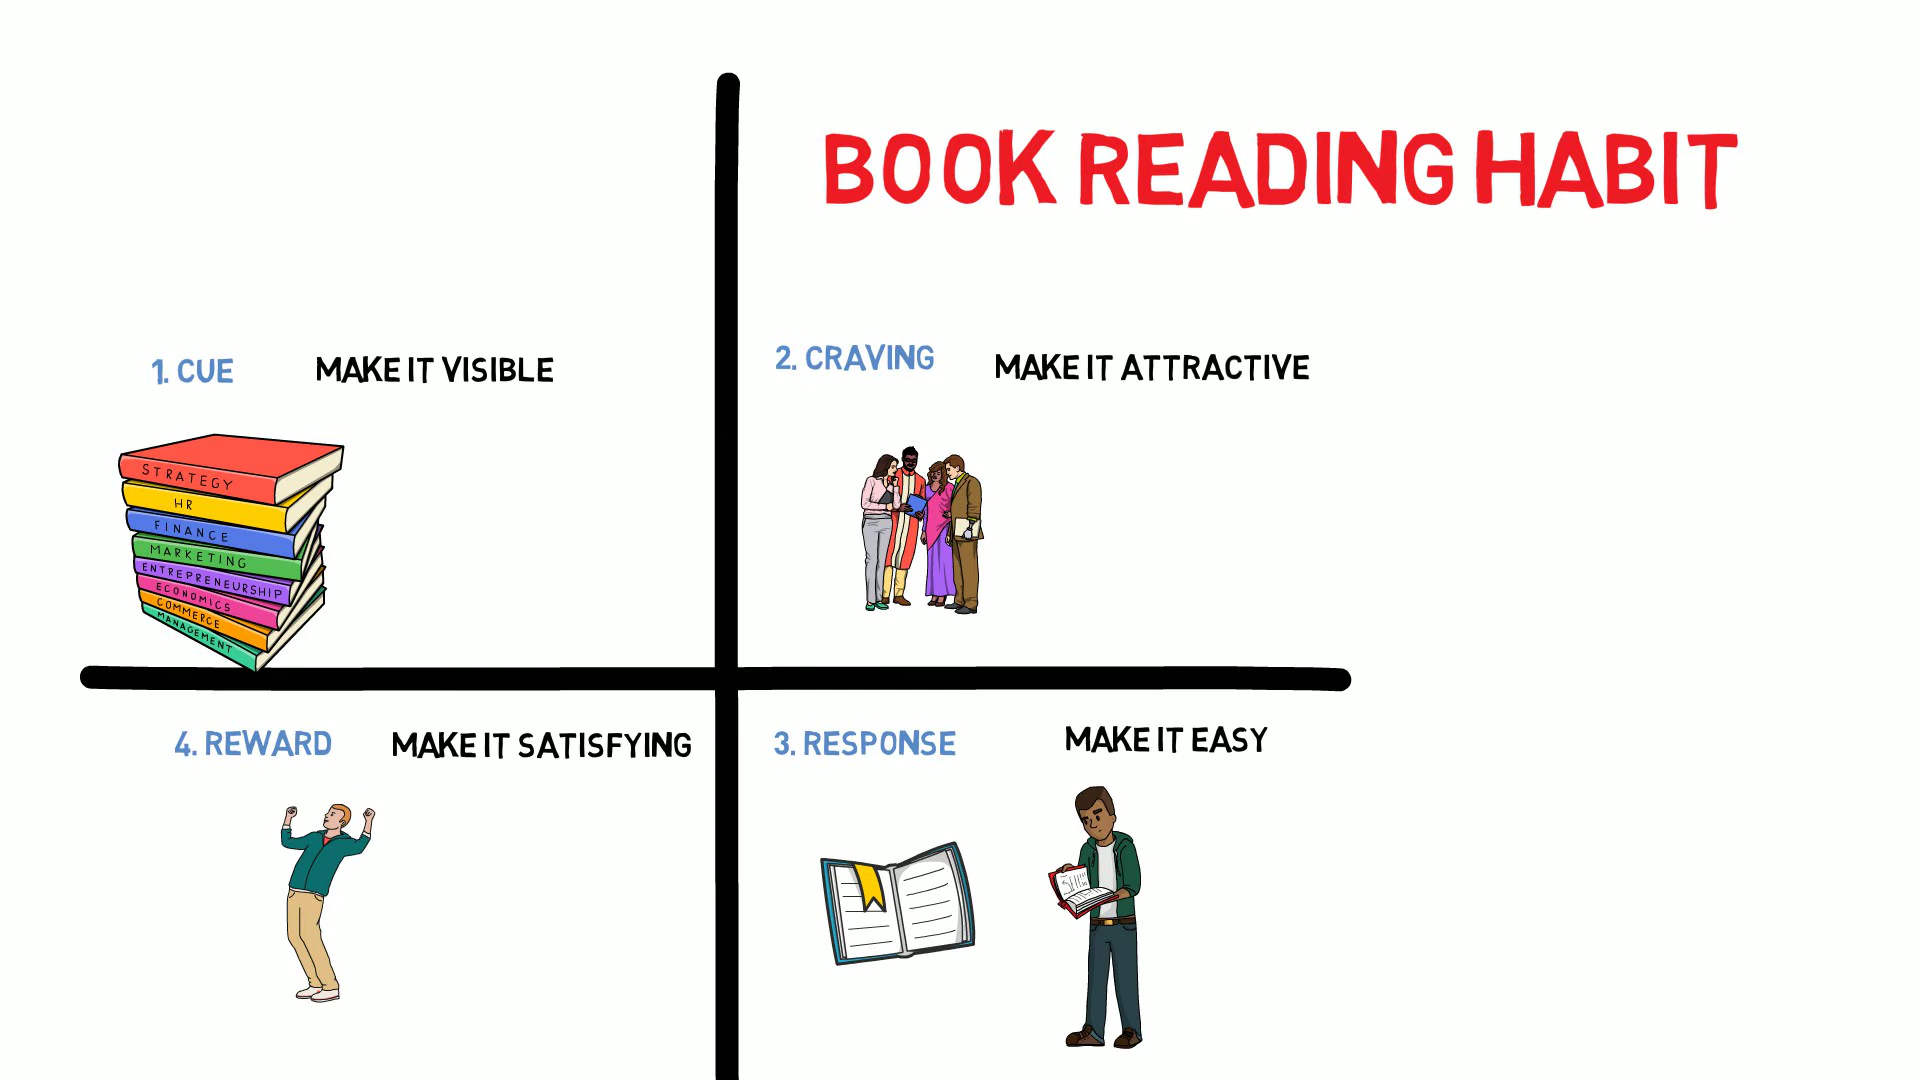 BOOK READING HABIT
1. CUE
MAKE IT VISIBLE
STRATEGY
HR
FINANCE
MARKETING
ENTREPRENEURSHIP
ECONOMICS
COMMERCE
MANAGEMENT
2. CRAVING
MAKE IT ATTRACTIVE
4. REWARD
MAKE IT SATISFYING
3. RESPONSE
MAKE IT EASY